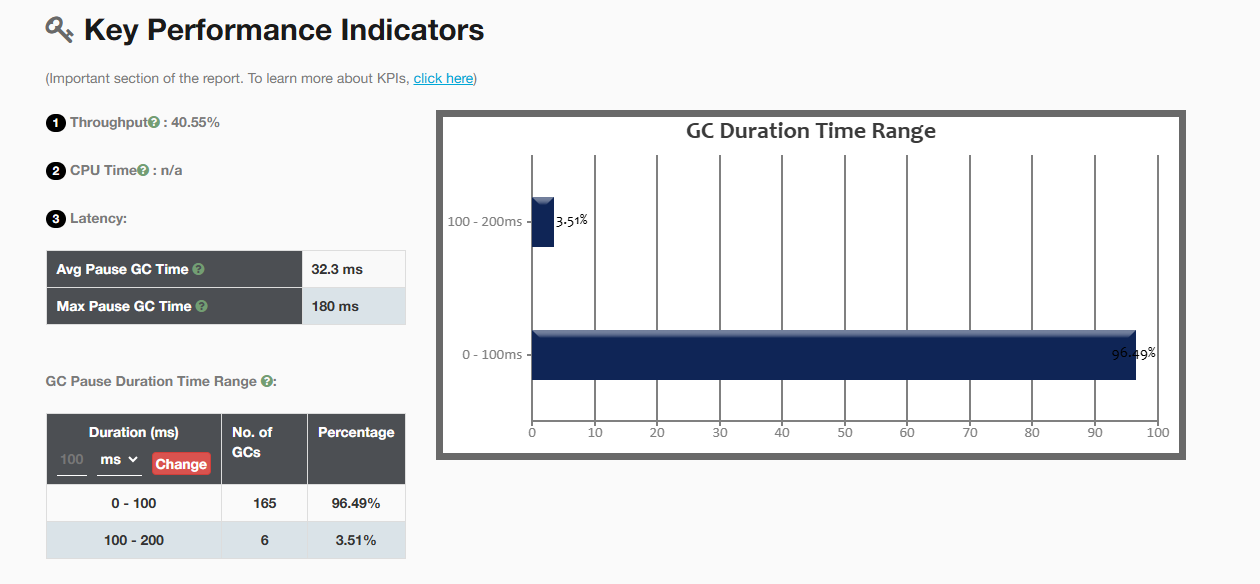 Key Performance Indicators
(Important section of the report. To learn more about KPIs, click here)
1 Throughput? : 40.55%
2 CPU Time? : n/a
3 Latency:
Avg Pause GC Time ? 32.3 ms
Max Pause GC Time ? 180 ms
GC Pause Duration Time Range ?:
Duration (ms) No. of GCs Percentage
100 ms Change
0 - 100 165 96.49%
100 - 200 6 3.51%
GC Duration Time Range
100 - 200ms 3.51%
0 - 100ms 96.49%
0 10 20 30 40 50 60 70 80 90 100